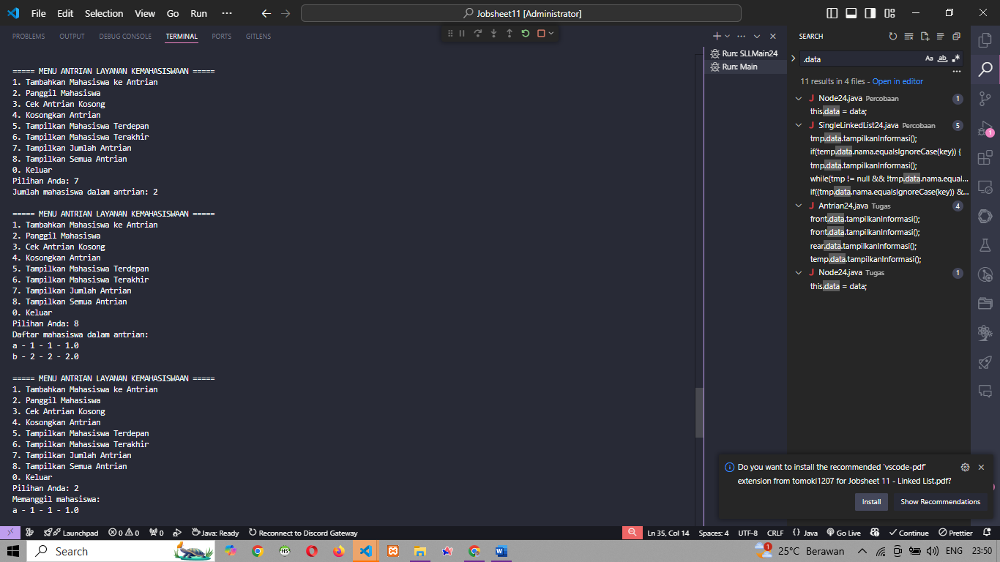 File Edit Selection View Go Run ··· Jobsheet11 [Administrator]
PROBLEMS OUTPUT DEBUG CONSOLE TERMINAL PORTS GITLENS
===== MENU ANTRIAN LAYANAN KEMAHASISWAAN =====
1. Tambahkan Mahasiswa ke Antrian
2. Panggil Mahasiswa
3. Cek Antrian Kosong
4. Kosongkan Antrian
5. Tampilkan Mahasiswa Terdepan
6. Tampilkan Mahasiswa Terakhir
7. Tampilkan Jumlah Antrian
8. Tampilkan Semua Antrian
0. Keluar
Pilihan Anda: 7
Jumlah mahasiswa dalam antrian: 2
===== MENU ANTRIAN LAYANAN KEMAHASISWAAN =====
1. Tambahkan Mahasiswa ke Antrian
2. Panggil Mahasiswa
3. Cek Antrian Kosong
4. Kosongkan Antrian
5. Tampilkan Mahasiswa Terdepan
6. Tampilkan Mahasiswa Terakhir
7. Tampilkan Jumlah Antrian
8. Tampilkan Semua Antrian
0. Keluar
Pilihan Anda: 8
Daftar mahasiswa dalam antrian:
a - 1 - 1 - 1.0
b - 2 - 2 - 2.0
===== MENU ANTRIAN LAYANAN KEMAHASISWAAN =====
1. Tambahkan Mahasiswa ke Antrian
2. Panggil Mahasiswa
3. Cek Antrian Kosong
4. Kosongkan Antrian
5. Tampilkan Mahasiswa Terdepan
6. Tampilkan Mahasiswa Terakhir
7. Tampilkan Jumlah Antrian
8. Tampilkan Semua Antrian
0. Keluar
Pilihan Anda: 2
Memanggil mahasiswa:
a - 1 - 1 - 1.0
Run: SLLMain24
Run: Main
SEARCH
.data Aa ab
11 results in 4 files - Open in editor
J Node24.java Percobaan 1
this.data = data;
J SingleLinkedList24.java Percobaan 5
tmp.data.tampilkanInformasi();
if(temp.data.nama.equalsIgnoreCase(key)) {
tmp.data.tampilkanInformasi();
while(tmp != null && !tmp.data.nama.equal...
if((tmp.data.nama.equalsIgnoreCase(key)) &...
J Antrian24.java Tugas 4
front.data.tampilkanInformasi();
front.data.tampilkanInformasi();
rear.data.tampilkanInformasi();
temp.data.tampilkanInformasi();
J Node24.java Tugas 1
this.data = data;
1
Do you want to install the recommended 'vscode-pdf'
extension from tomoki1207 for Jobsheet 11 - Linked List.pdf?
Install Show Recommendations
Launchpad 0 0 0 Java: Ready Reconnect to Discord Gateway Ln 35, Col 14 Spaces: 4 UTF-8 CRLF {} Java Go Live Continue Prettier
Search HS W 1 25°C Berawan ENG 23:50